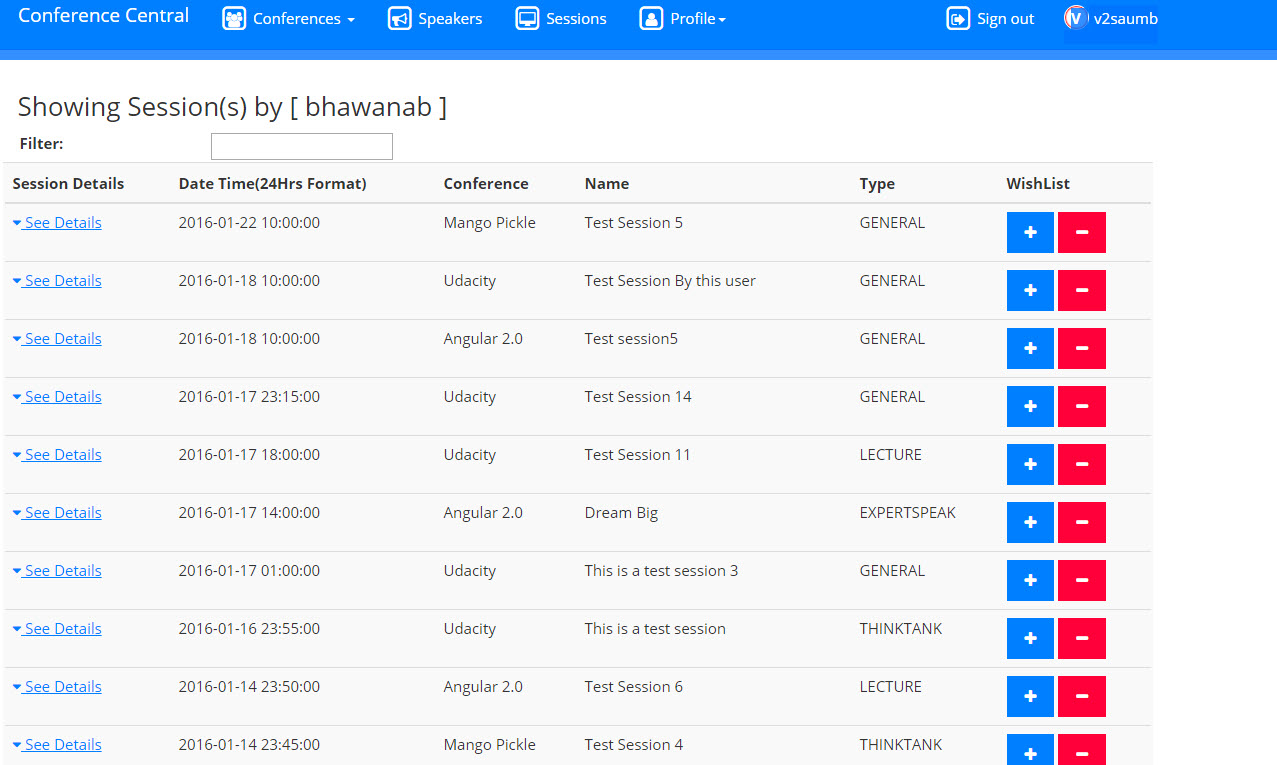 Conference Central Conferences Speakers Sessions Profile Sign out v2saumb
Showing Session(s) by [ bhawanab ]
Filter:
Session Details Date Time(24Hrs Format) Conference Name Type WishList
See Details 2016-01-22 10:00:00 Mango Pickle Test Session 5 GENERAL + −
See Details 2016-01-18 10:00:00 Udacity Test Session By this user GENERAL + −
See Details 2016-01-18 10:00:00 Angular 2.0 Test session5 GENERAL + −
See Details 2016-01-17 23:15:00 Udacity Test Session 14 GENERAL + −
See Details 2016-01-17 18:00:00 Udacity Test Session 11 LECTURE + −
See Details 2016-01-17 14:00:00 Angular 2.0 Dream Big EXPERTSPEAK + −
See Details 2016-01-17 01:00:00 Udacity This is a test session 3 GENERAL + −
See Details 2016-01-16 23:55:00 Udacity This is a test session THINKTANK + −
See Details 2016-01-14 23:50:00 Angular 2.0 Test Session 6 LECTURE + −
See Details 2016-01-14 23:45:00 Mango Pickle Test Session 4 THINKTANK + −